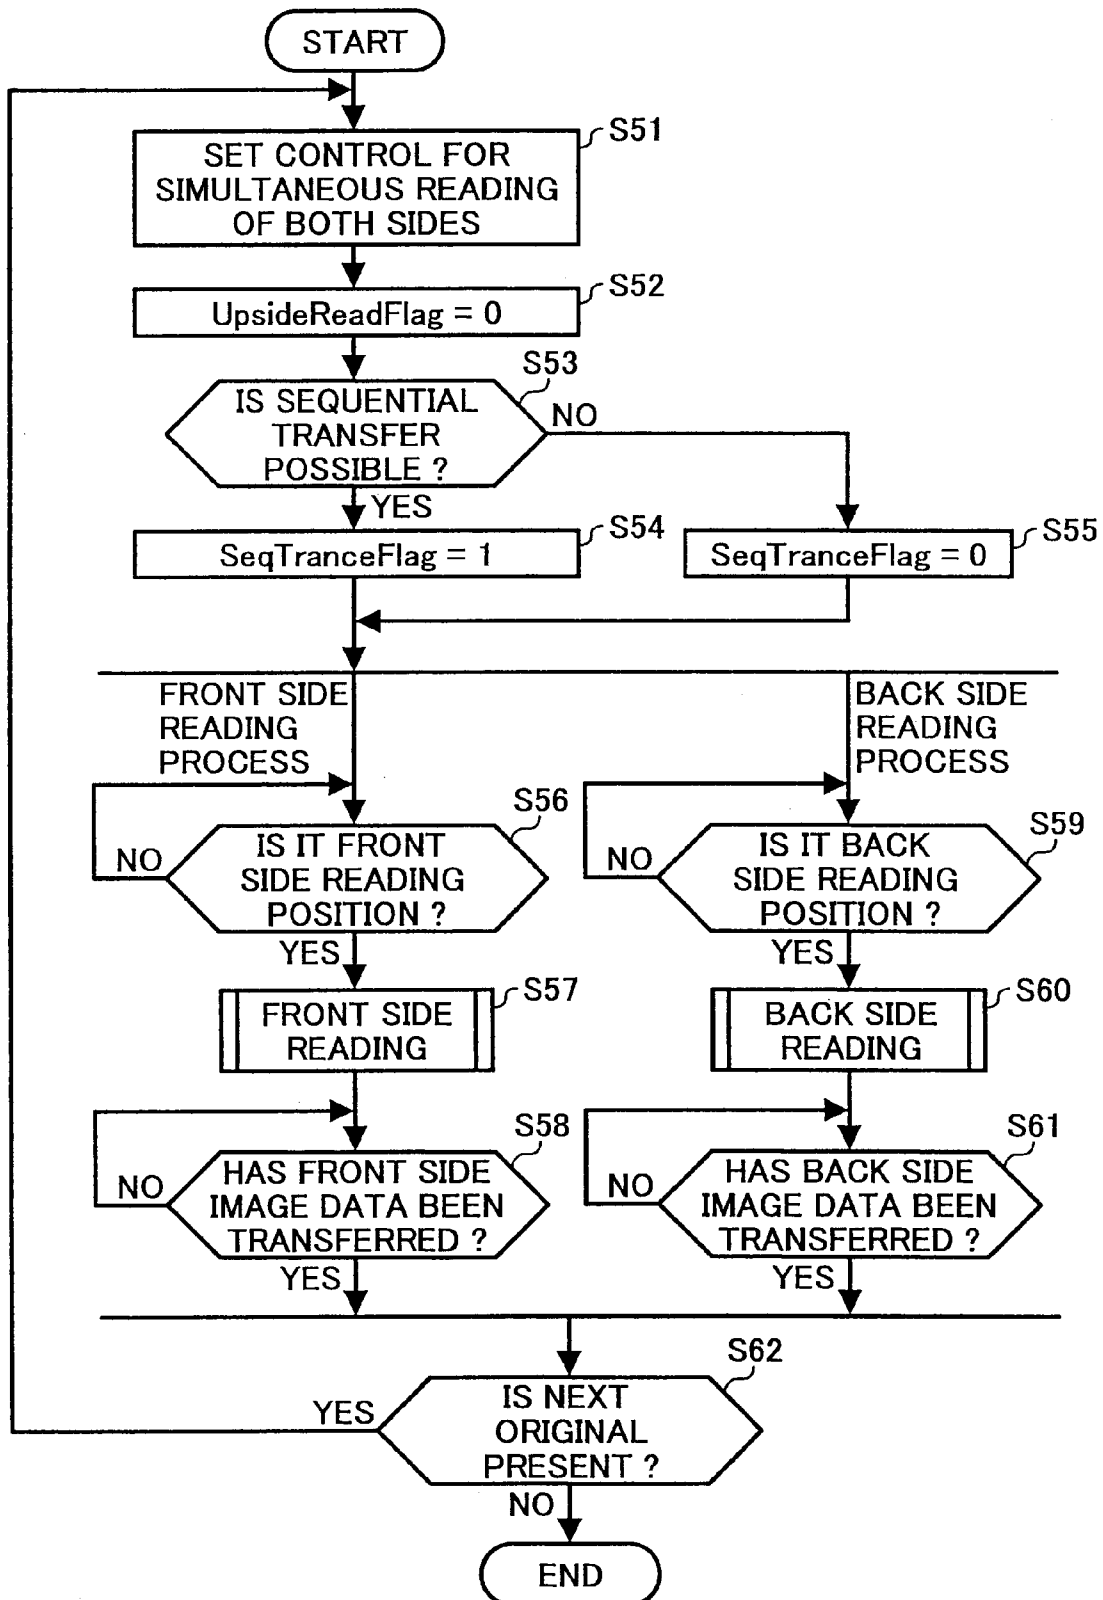 START
S51
SET CONTROL FOR
SIMULTANEOUS READING
OF BOTH SIDES
S52
UpsideReadFlag = 0
S53
IS SEQUENTIAL
TRANSFER
POSSIBLE ?
NO
YES
S54
SeqTranceFlag = 1
S55
SeqTranceFlag = 0
FRONT SIDE
READING
PROCESS
BACK SIDE
READING
PROCESS
S56
IS IT FRONT
SIDE READING
POSITION ?
NO
YES
S59
IS IT BACK
SIDE READING
POSITION ?
NO
YES
S57
FRONT SIDE
READING
S60
BACK SIDE
READING
S58
HAS FRONT SIDE
IMAGE DATA BEEN
TRANSFERRED ?
NO
YES
S61
HAS BACK SIDE
IMAGE DATA BEEN
TRANSFERRED ?
NO
YES
S62
IS NEXT
ORIGINAL
PRESENT ?
YES
NO
END